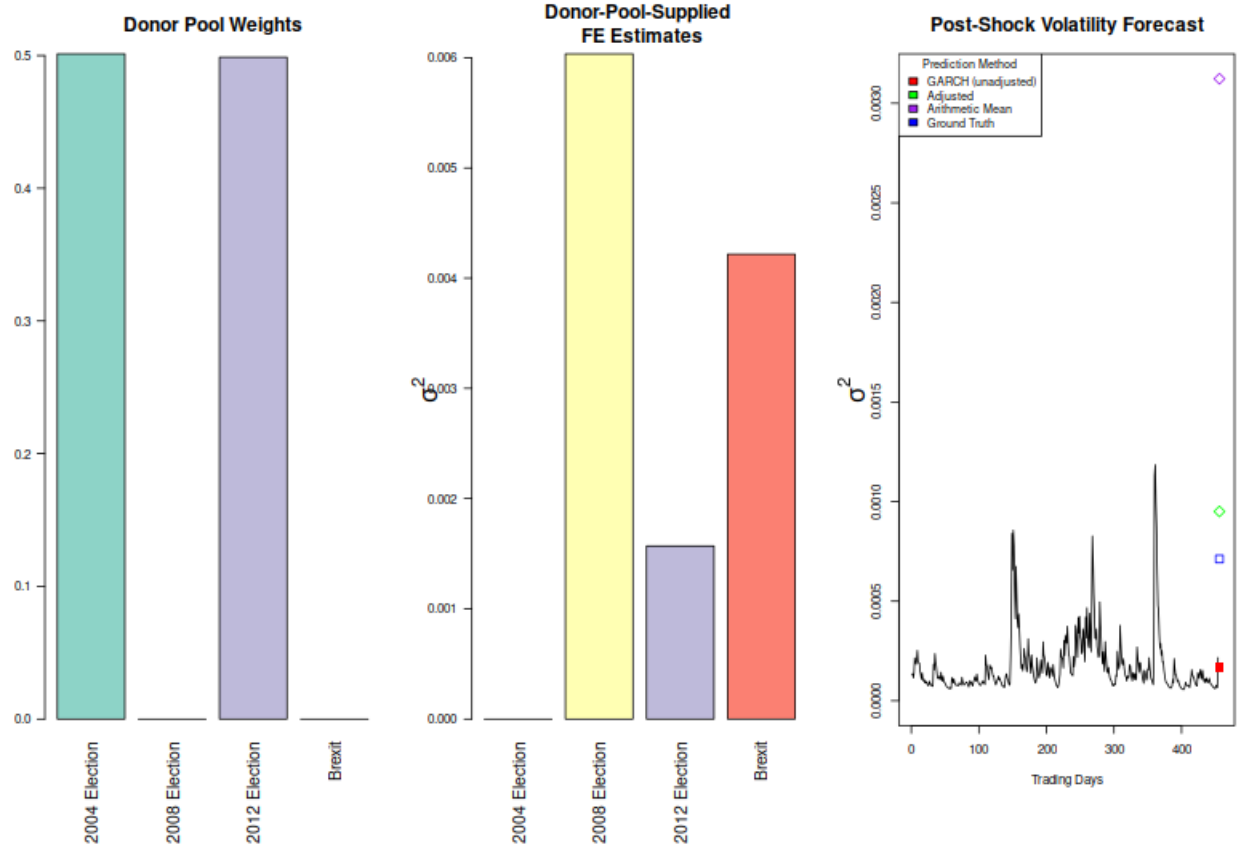 Donor Pool Weights
0.5
0.4
0.3
0.2
0.1
0.0
2004 Election
2008 Election
2012 Election
Brexit
Donor-Pool-Supplied
FE Estimates
σ²
0.006
0.005
0.004
0.003
0.002
0.001
0.000
2004 Election
2008 Election
2012 Election
Brexit
Post-Shock Volatility Forecast
Prediction Method
GARCH (unadjusted)
Adjusted
Arithmetic Mean
Ground Truth
σ²
0.0030
0.0025
0.0020
0.0015
0.0010
0.0005
0.0000
0 100 200 300 400
Trading Days